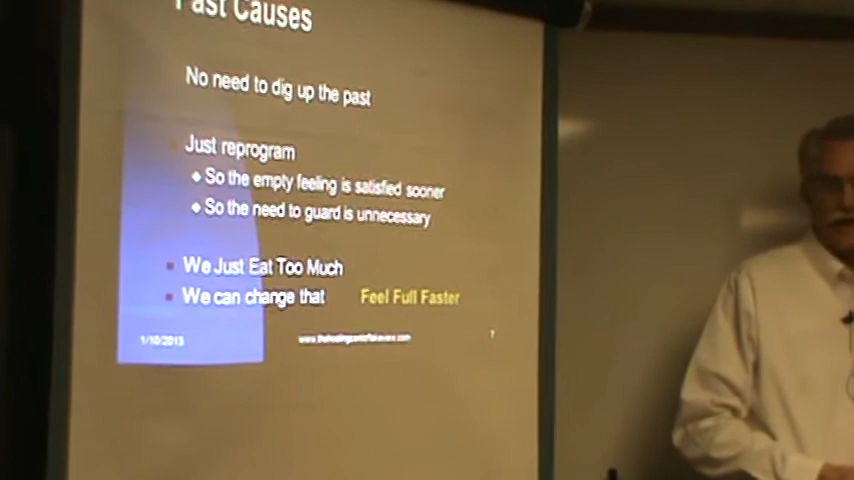 Past Causes
No need to dig up the past
Just reprogram
So the empty feeling is satisfied sooner
So the need to guard is unnecessary
We Just Eat Too Much
We can change that Feel Full Faster
1/10/2013 7